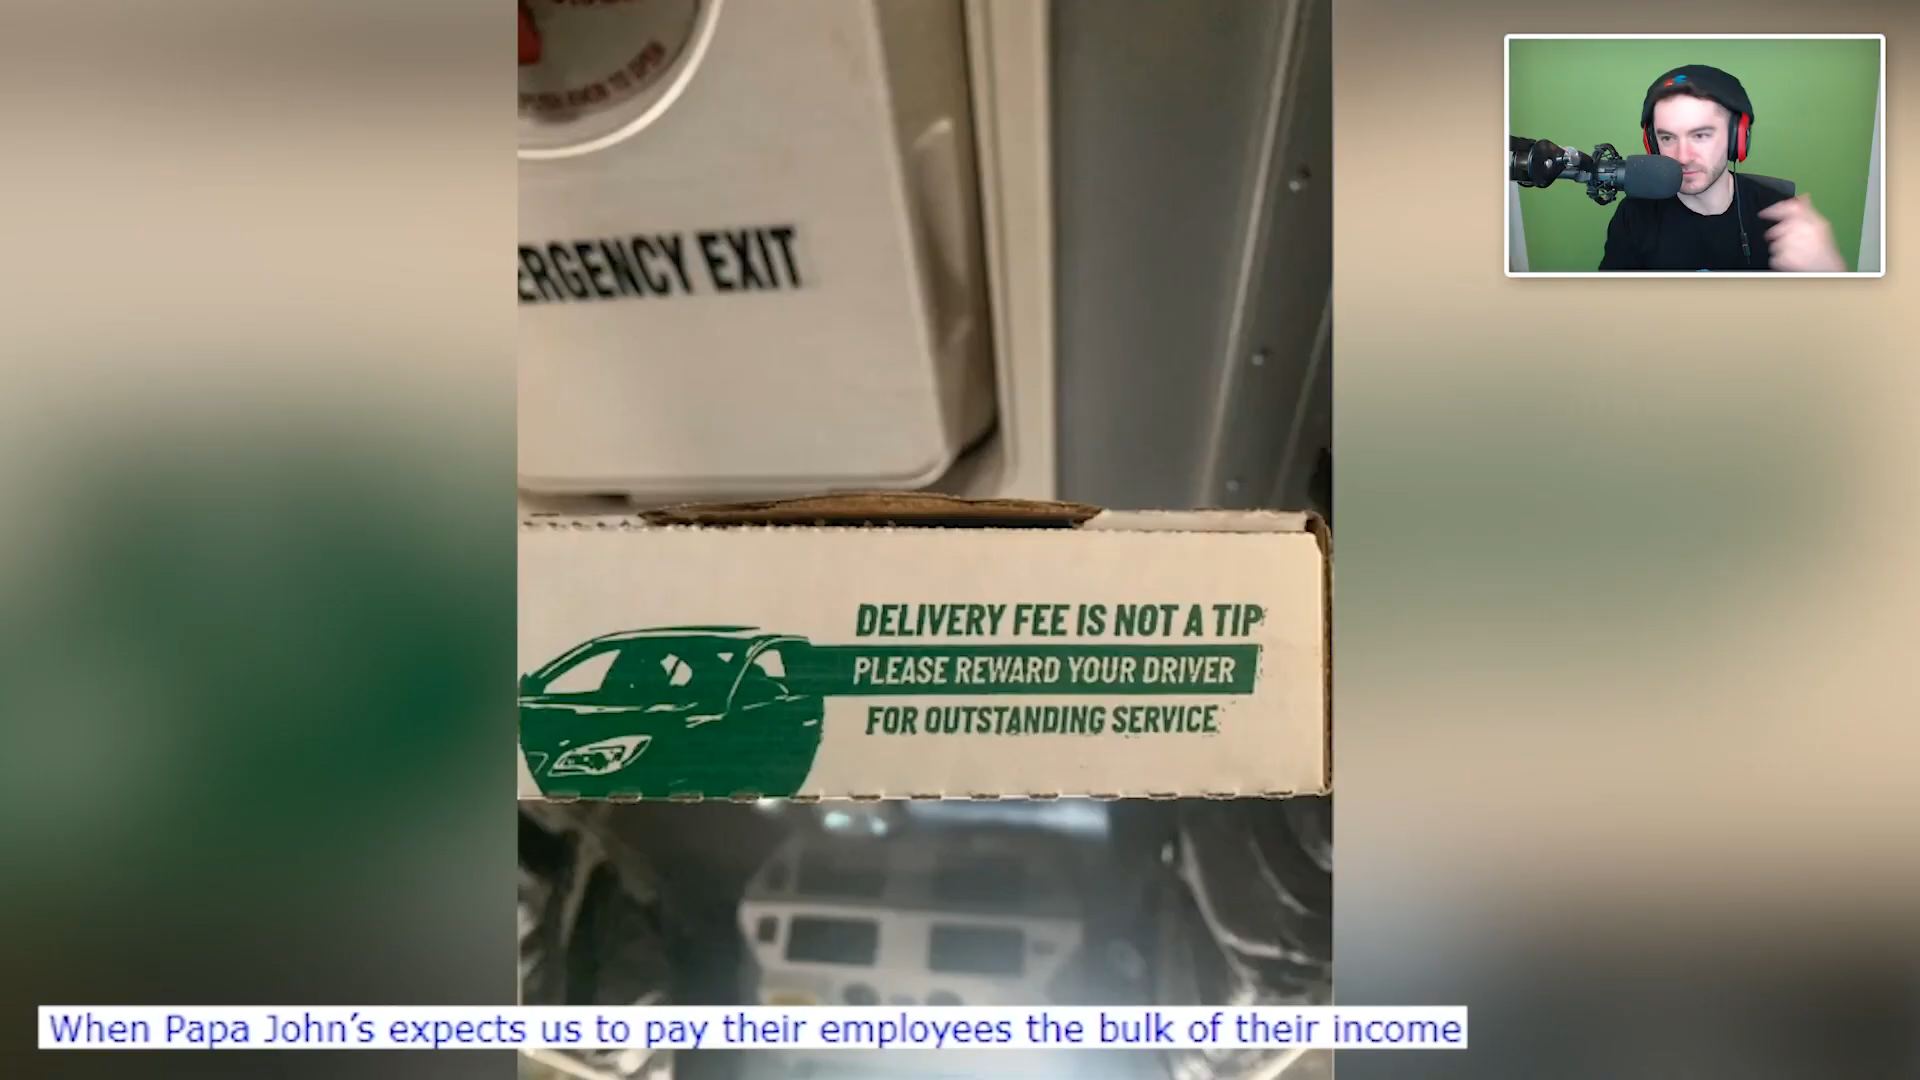 ERGENCY EXIT
DELIVERY FEE IS NOT A TIP
PLEASE REWARD YOUR DRIVER
FOR OUTSTANDING SERVICE
When Papa John's expects us to pay their employees the bulk of their income